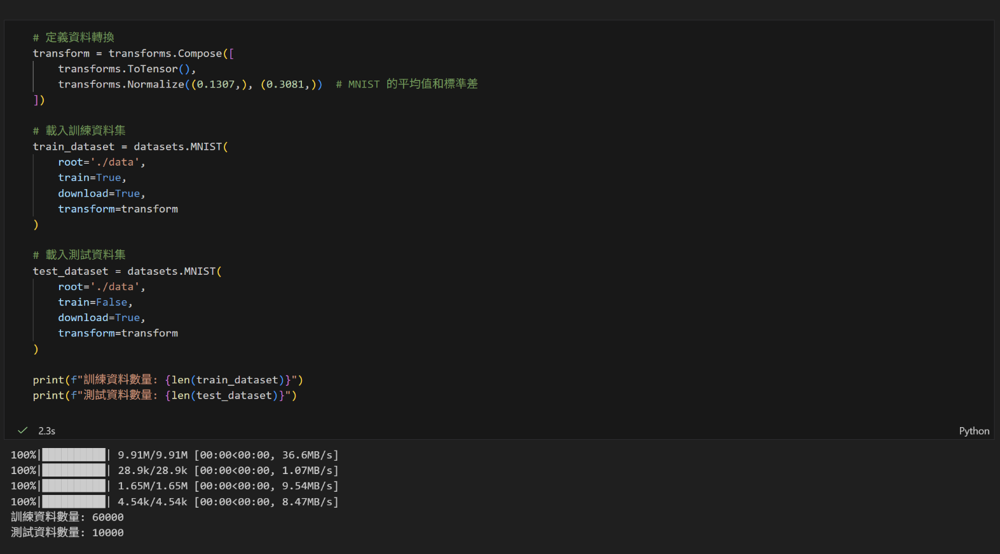 # 定義資料轉換
transform = transforms.Compose([
    transforms.ToTensor(),
    transforms.Normalize((0.1307,), (0.3081,))  # MNIST 的平均值和標準差
])

# 載入訓練資料集
train_dataset = datasets.MNIST(
    root='./data',
    train=True,
    download=True,
    transform=transform
)

# 載入測試資料集
test_dataset = datasets.MNIST(
    root='./data',
    train=False,
    download=True,
    transform=transform
)

print(f"訓練資料數量: {len(train_dataset)}")
print(f"測試資料數量: {len(test_dataset)}")
2.3s
Python
100%|██████████| 9.91M/9.91M [00:00<00:00, 36.6MB/s]
100%|██████████| 28.9k/28.9k [00:00<00:00, 1.07MB/s]
100%|██████████| 1.65M/1.65M [00:00<00:00, 9.54MB/s]
100%|██████████| 4.54k/4.54k [00:00<00:00, 8.47MB/s]
訓練資料數量: 60000
測試資料數量: 10000